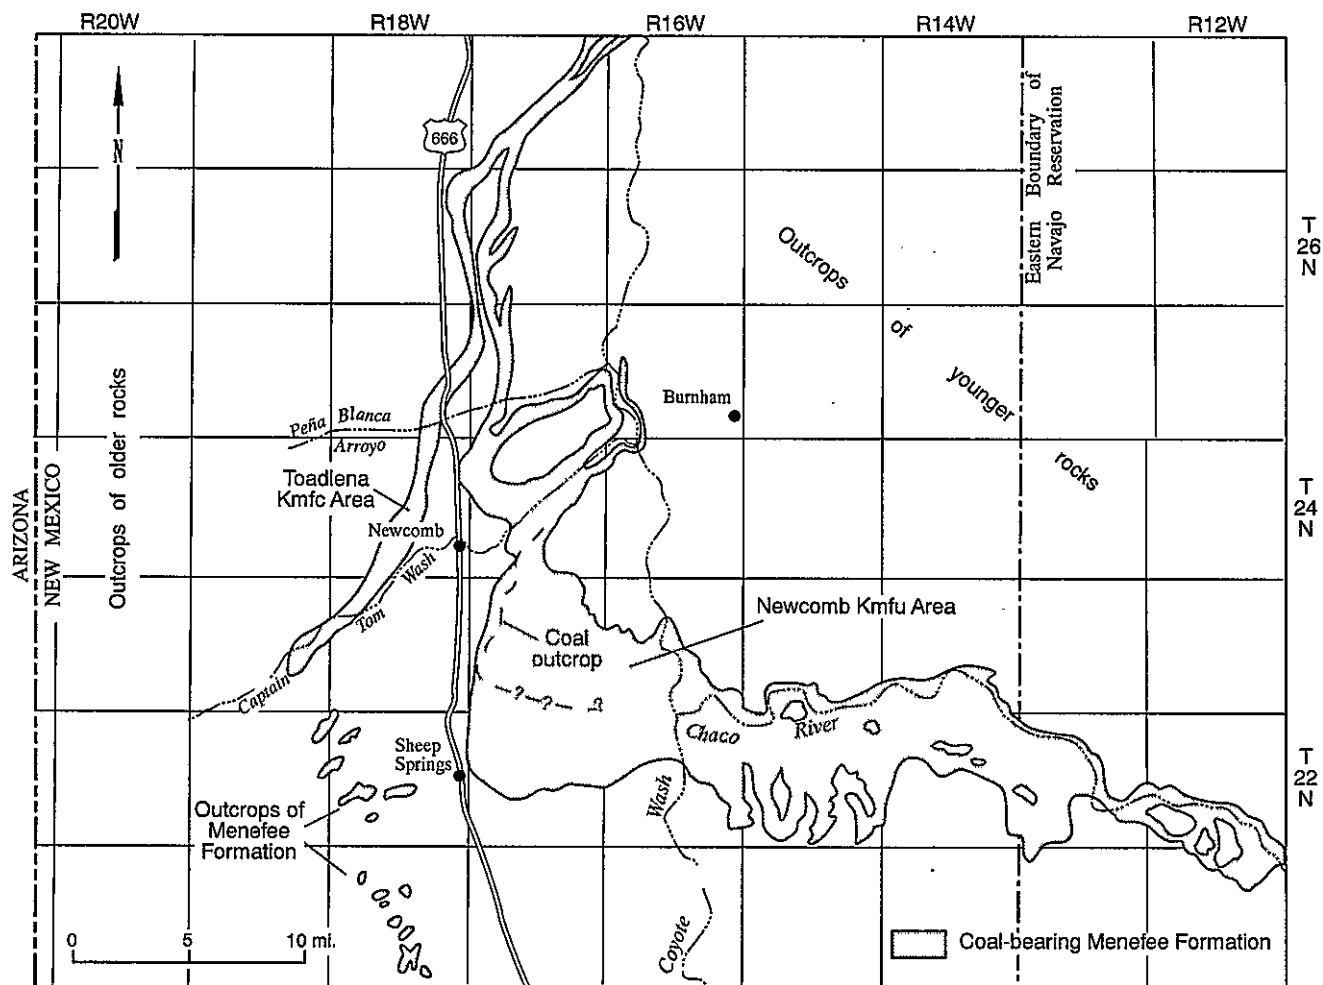 R20W
R18W
R16W
R14W
R12W
N
666
Eastern Boundary of
Navajo Reservation
T
26
N
Outcrops
of
younger
rocks
Outcrops of older rocks
Peña Blanca
Arroyo
Burnham
Toadlena
Kmfc Area
T
24
N
ARIZONA
NEW MEXICO
Newcomb
Captain Tom Wash
Newcomb Kmfu Area
Coal
outcrop
?
?
?
Chaco River
Sheep
Springs
T
22
N
Outcrops of
Menefee
Formation
Coyote Wash
0 5 10 mi.
Coal-bearing Menefee Formation